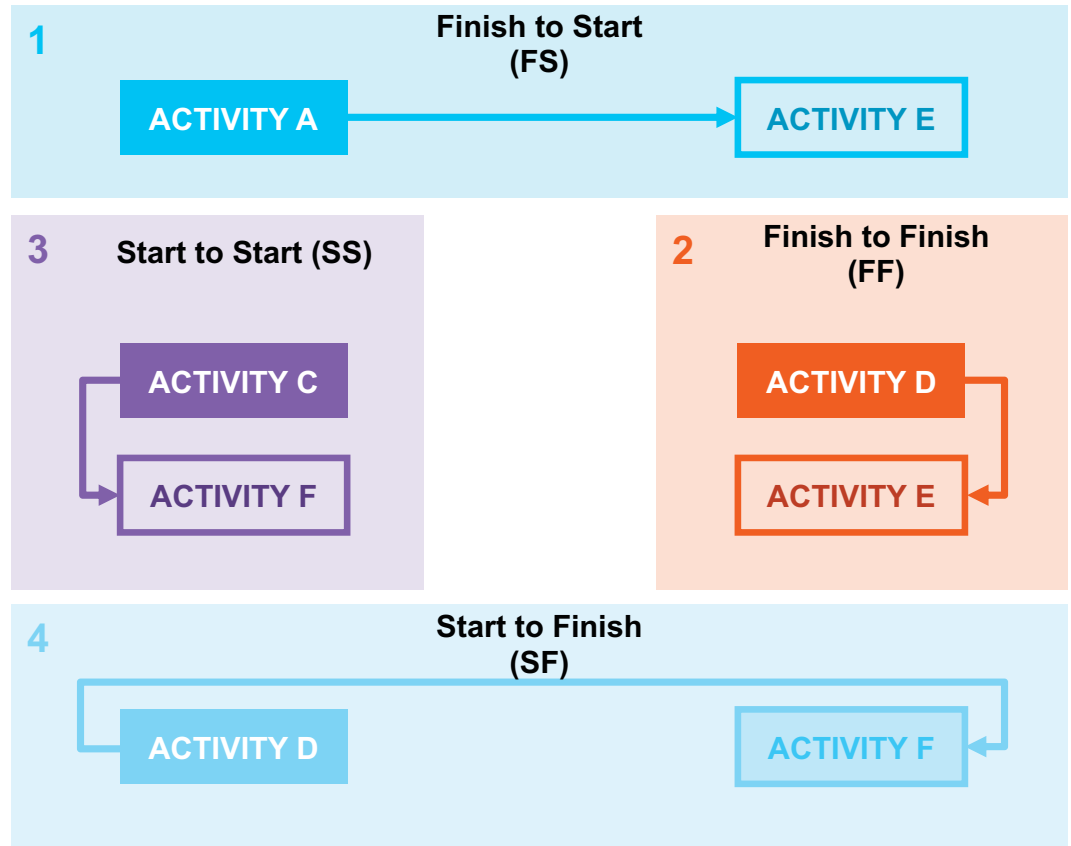 1
Finish to Start
(FS)
ACTIVITY A
ACTIVITY E
3
Start to Start (SS)
ACTIVITY C
ACTIVITY F
2
Finish to Finish
(FF)
ACTIVITY D
ACTIVITY E
4
Start to Finish
(SF)
ACTIVITY D
ACTIVITY F